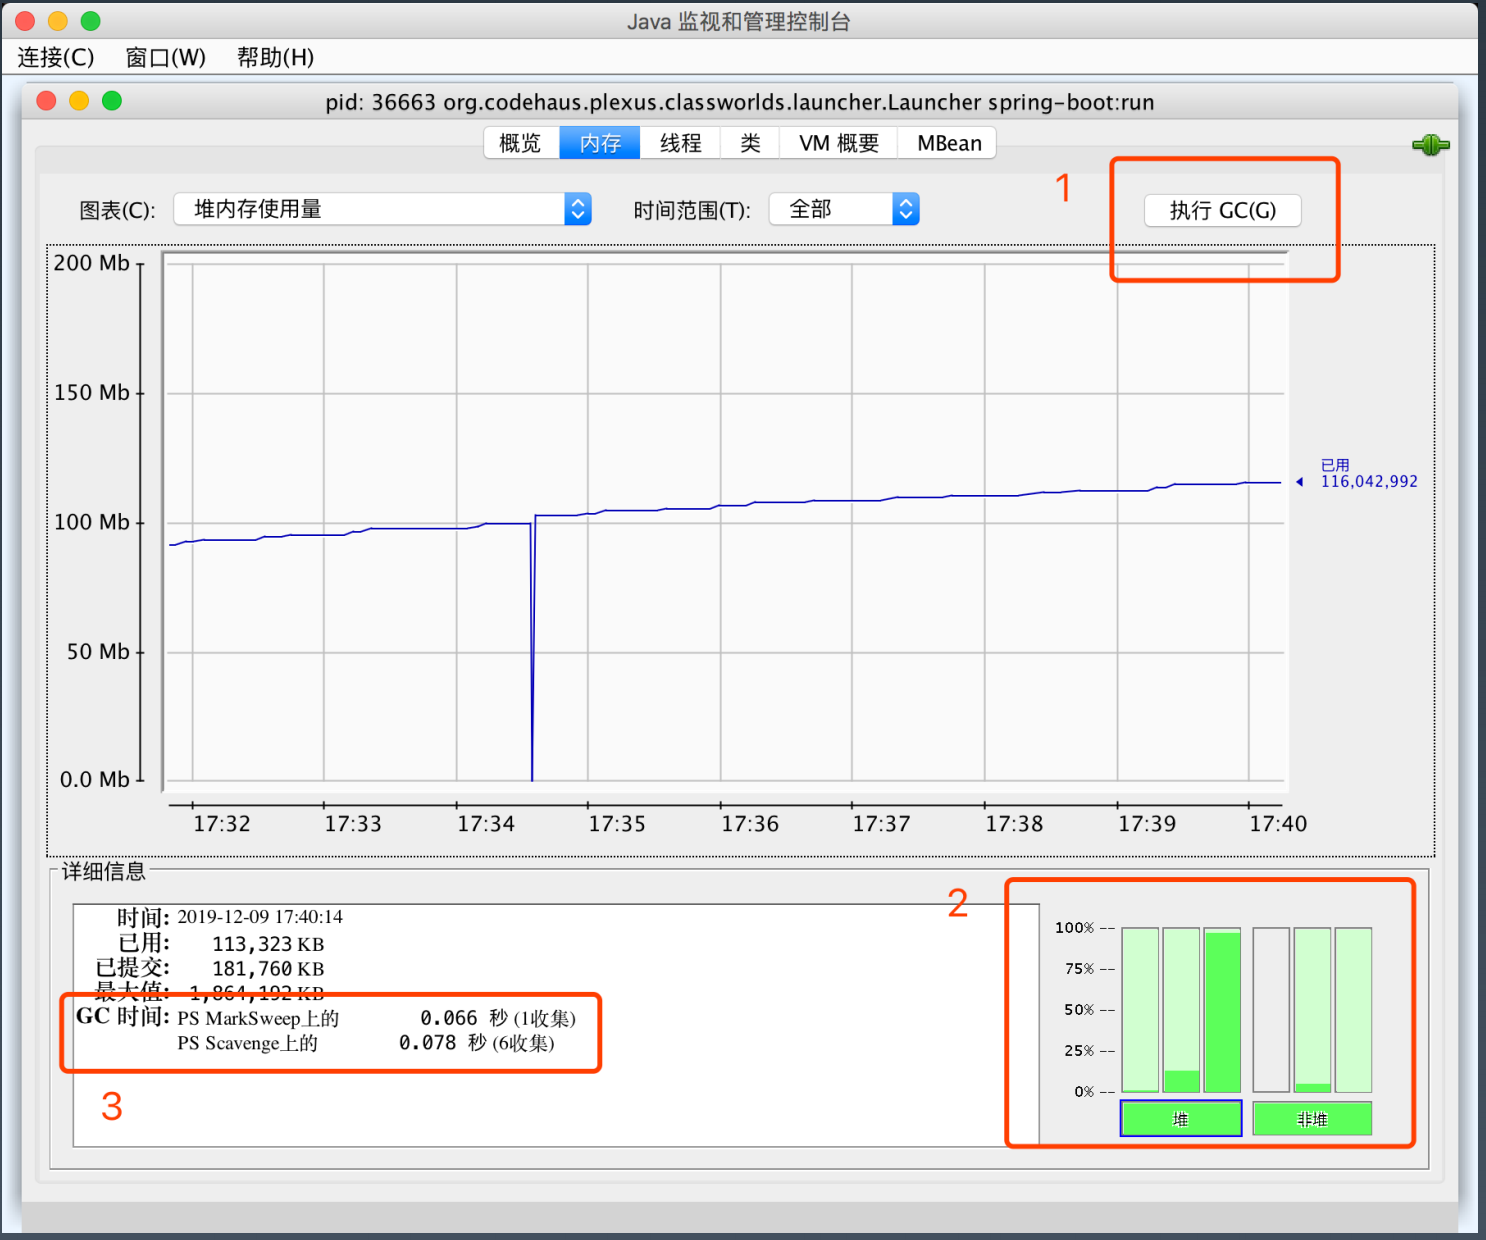 Java 监视和管理控制台
连接(C) 窗口(W) 帮助(H)
pid: 36663 org.codehaus.plexus.classworlds.launcher.Launcher spring-boot:run
概览 内存 线程 类 VM 概要 MBean
图表(C): 堆内存使用量 时间范围(T): 全部 1 执行 GC(G)
200 Mb
150 Mb
100 Mb
50 Mb
0.0 Mb
已用
116,042,992
17:32 17:33 17:34 17:35 17:36 17:37 17:38 17:39 17:40
详细信息
时间: 2019-12-09 17:40:14
已用: 113,323 KB
已提交: 181,760 KB
最大值: 1,864,192 KB
GC 时间: PS MarkSweep上的 0.066 秒 (1收集)
PS Scavenge上的 0.078 秒 (6收集)
3
2
100% --
75% --
50% --
25% --
0% --
堆 非堆